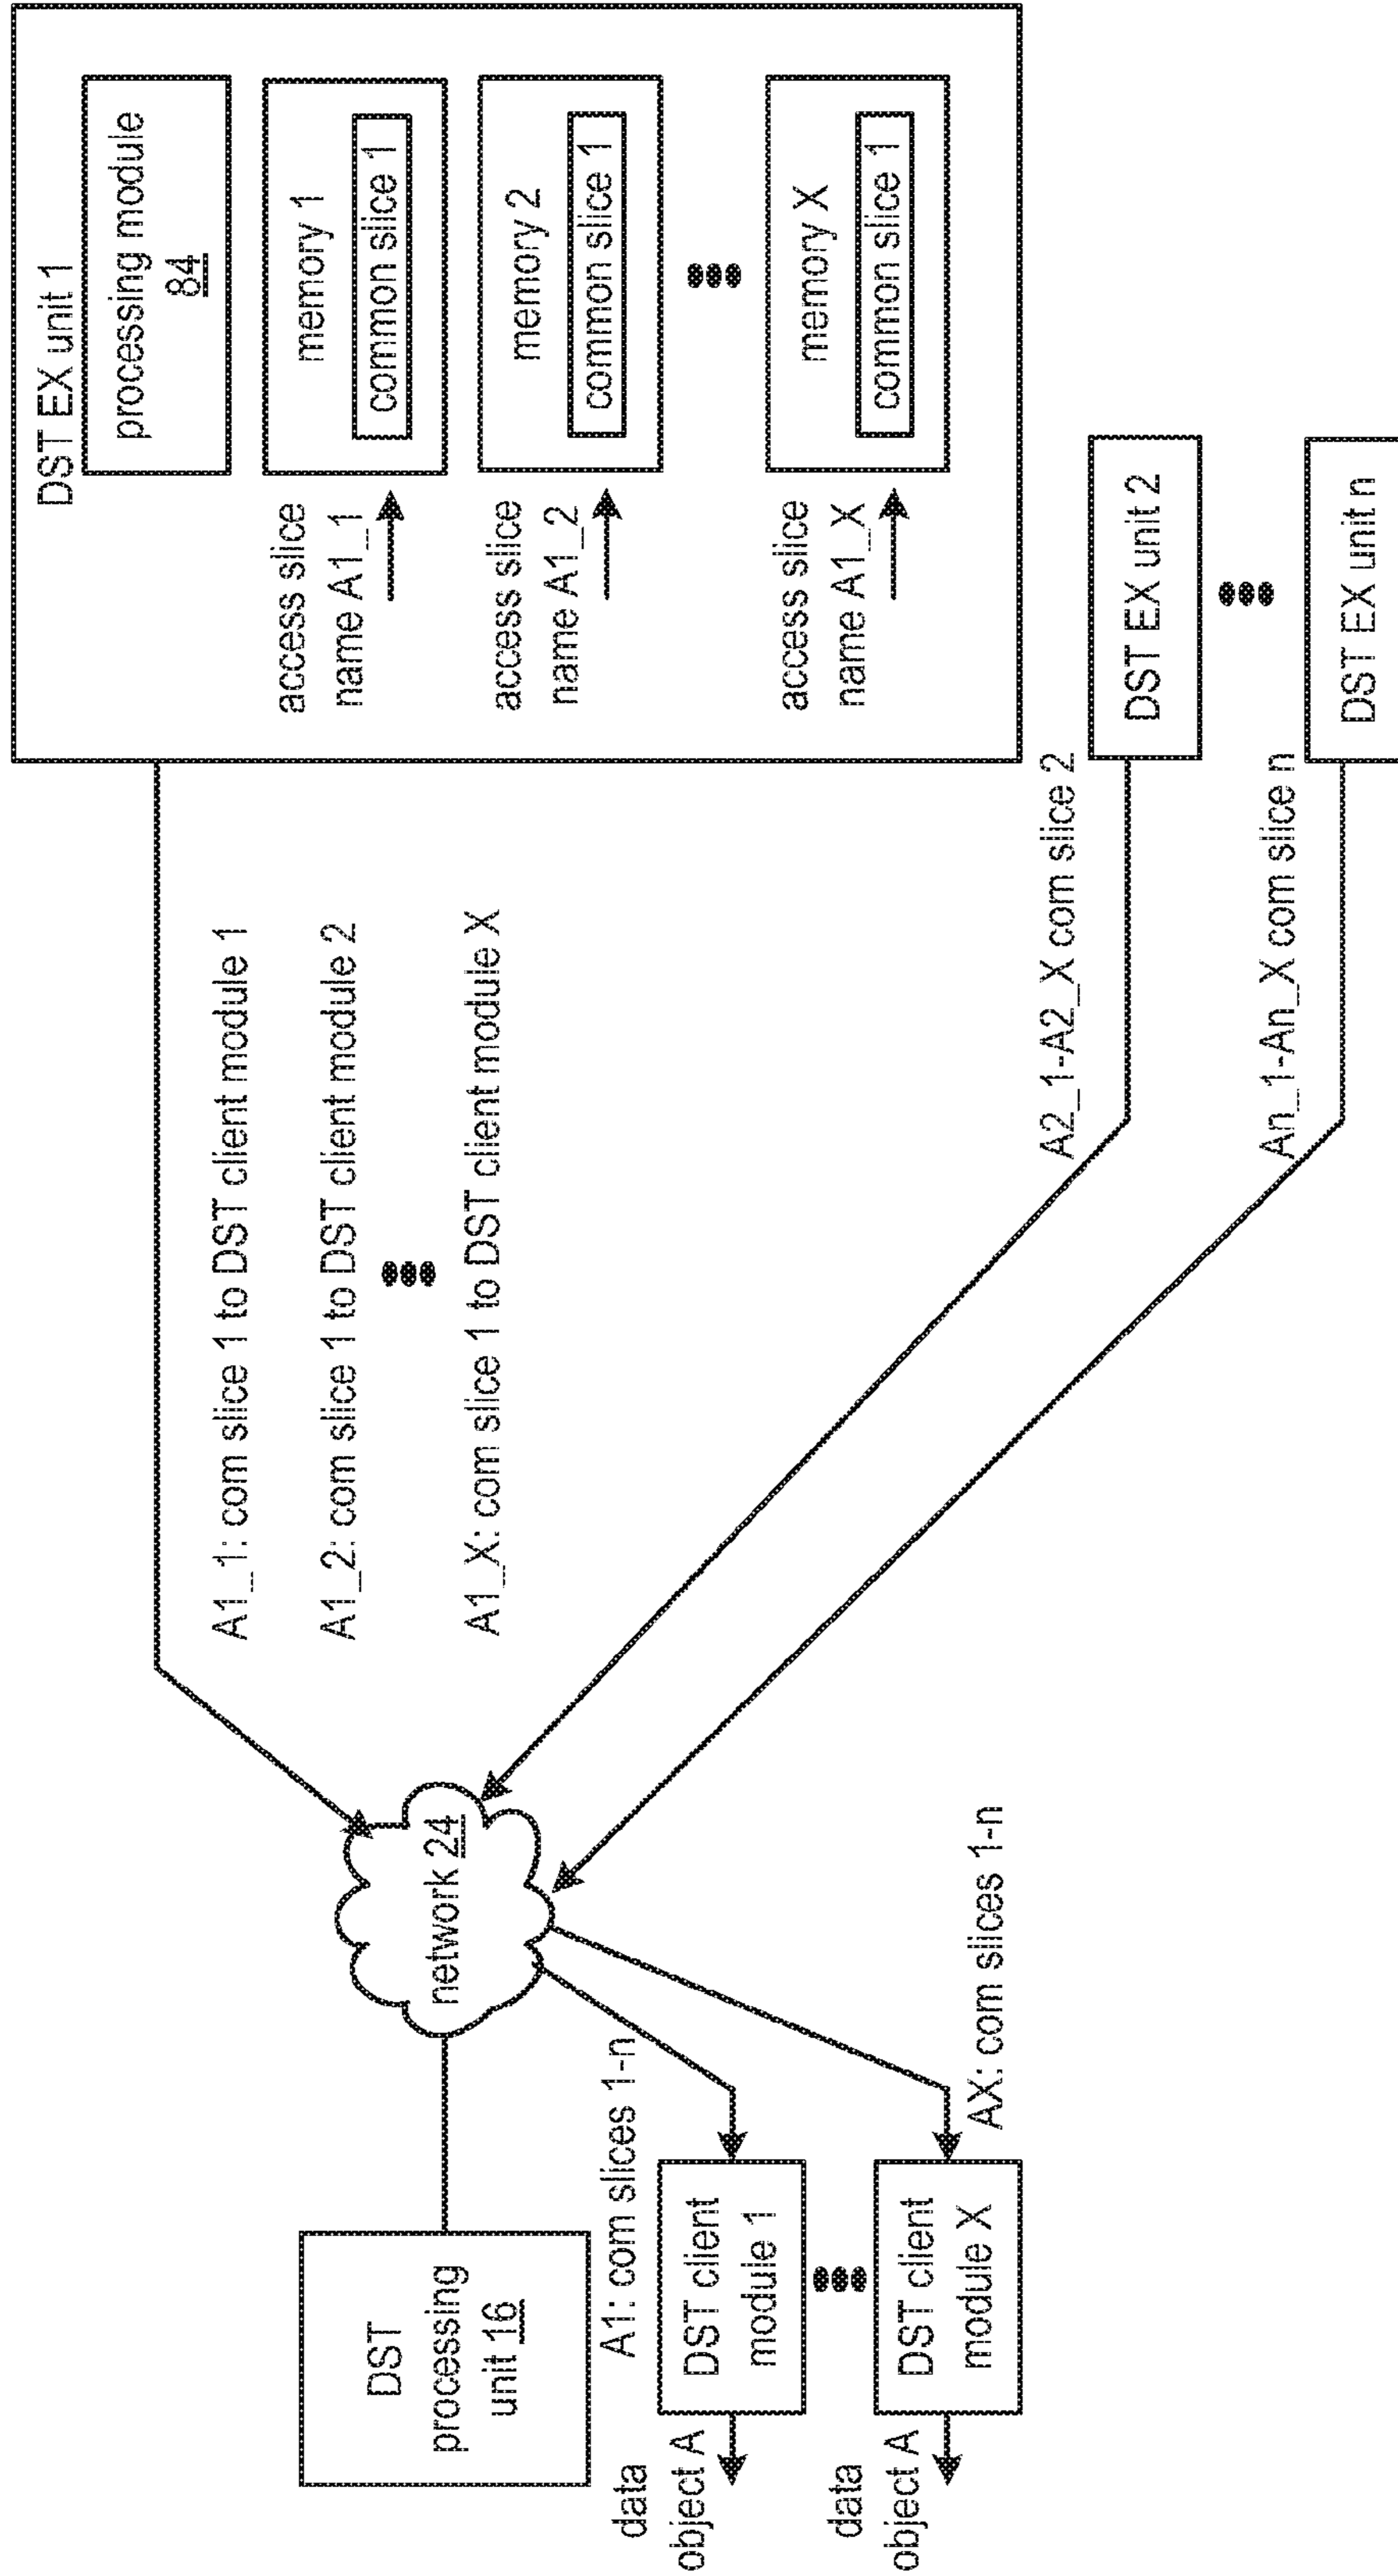 DST EX unit 1
processing module
84
memory 1
common slice 1
access slice
name A1_1
memory 2
common slice 1
access slice
name A1_2
memory X
common slice 1
access slice
name A1_X
A1_1: com slice 1 to DST client module 1
A1_2: com slice 1 to DST client module 2
A1_X: com slice 1 to DST client module X
DST EX unit 2
A2_1-A2_X com slice 2
DST EX unit n
An_1-An_X com slice n
network 24
DST
processing
unit 16
A1: com slices 1-n
DST client
module 1
data
object A
AX: com slices 1-n
DST client
module X
data
object A